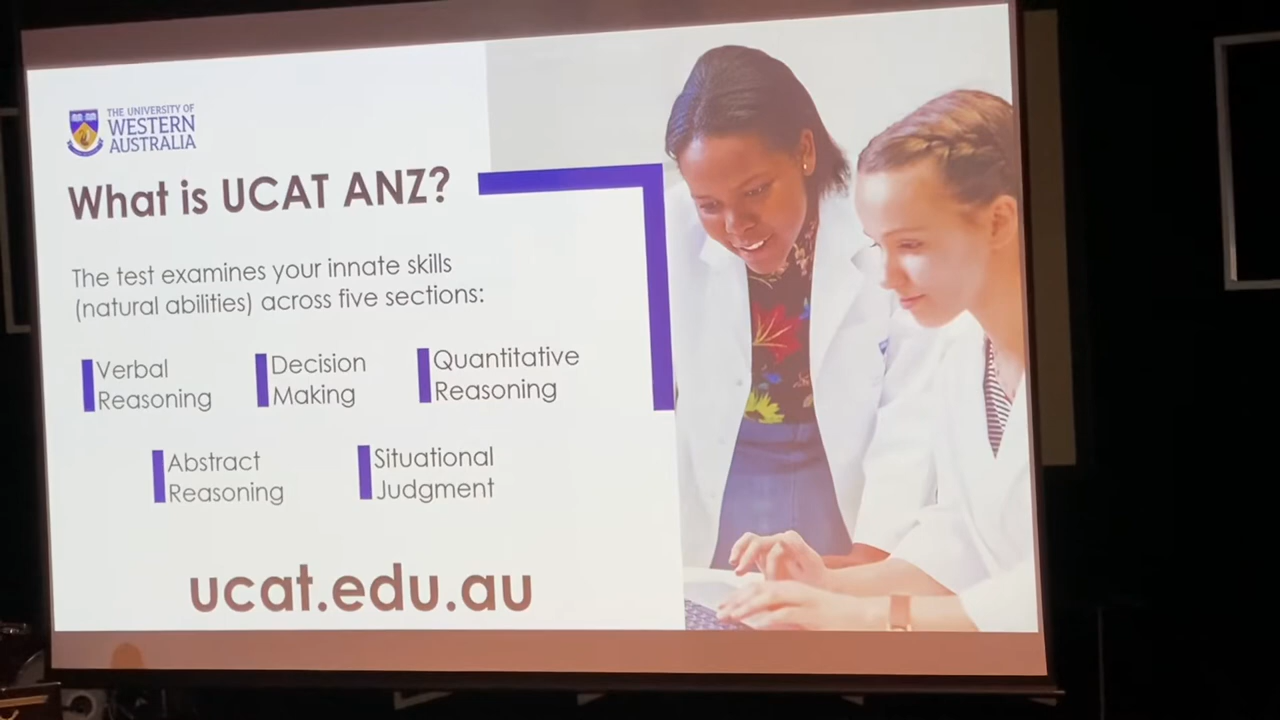 THE UNIVERSITY OF
WESTERN
AUSTRALIA
What is UCAT ANZ?
The test examines your innate skills
(natural abilities) across five sections:
Verbal
Reasoning
Decision
Making
Quantitative
Reasoning
Abstract
Reasoning
Situational
Judgment
ucat.edu.au